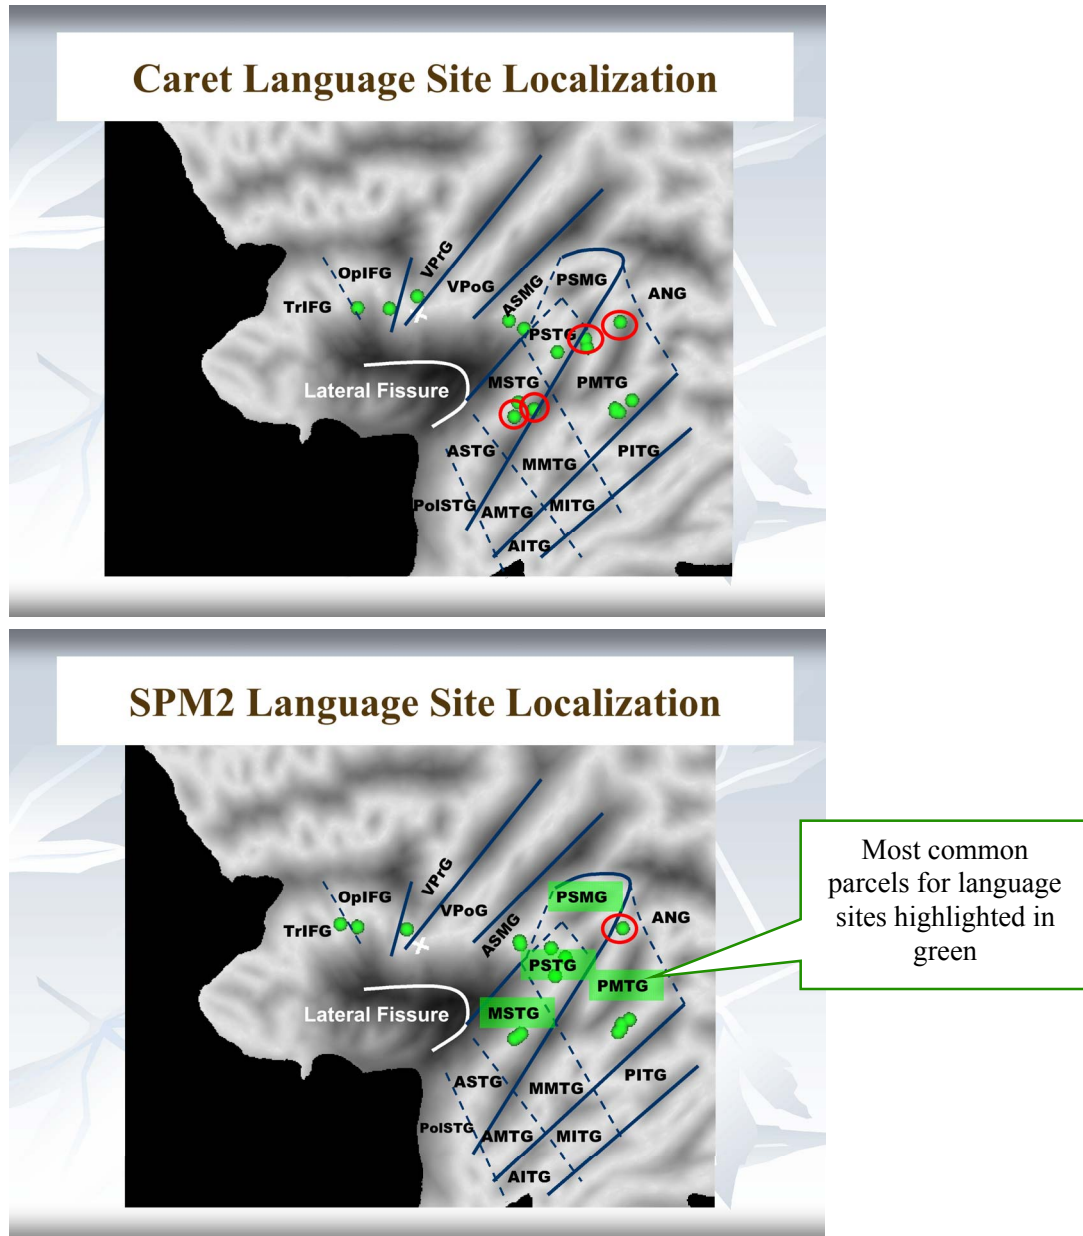 Caret Language Site Localization
VPrG
OpIFG
VPoG
TrIFG
ASMG
PSMG
ANG
PSTG
Lateral Fissure
MSTG
PMTG
ASTG
MMTG
PITG
PolSTG
AMTG
MITG
AITG
SPM2 Language Site Localization
VPrG
OpIFG
VPoG
TrIFG
ASMG
PSMG
ANG
PSTG
PMTG
Lateral Fissure
MSTG
ASTG
MMTG
PITG
PolSTG
AMTG
MITG
AITG
Most common
parcels for language
sites highlighted in
green